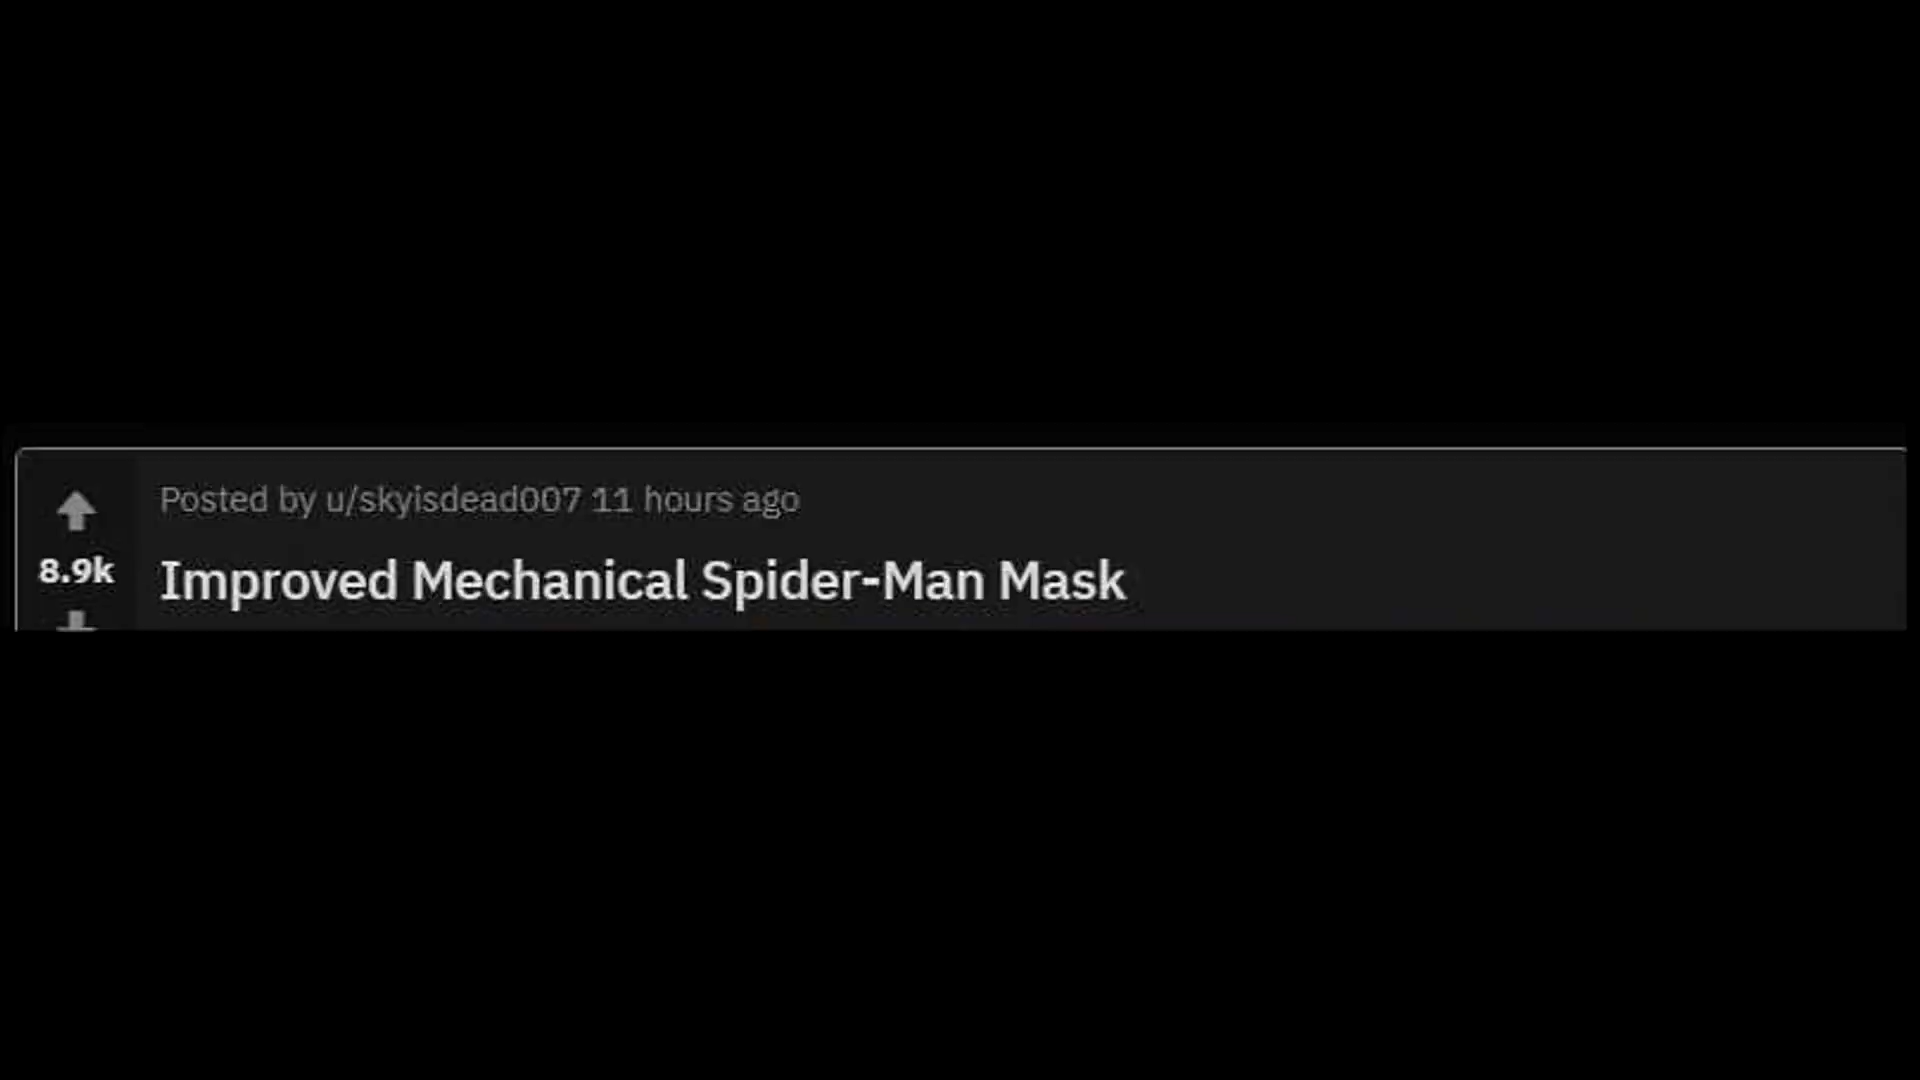 Posted by u/skyisdead007 11 hours ago
8.9k
Improved Mechanical Spider-Man Mask